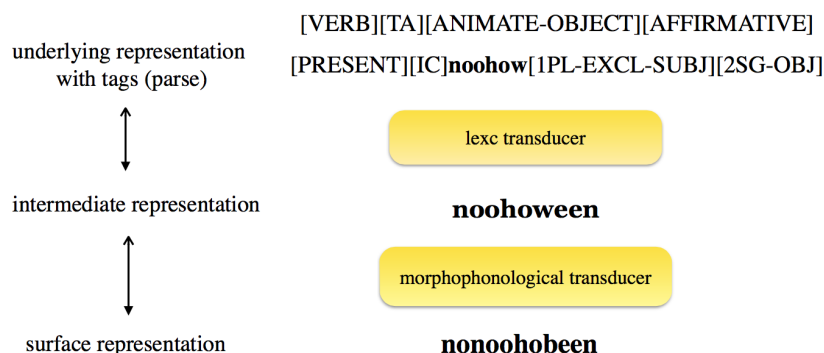 [VERB][TA][ANIMATE-OBJECT][AFFIRMATIVE]
underlying representation
with tags (parse)
[PRESENT][IC]noohow[1PL-EXCL-SUBJ][2SG-OBJ]
lexc transducer
intermediate representation
noohoween
morphophonological transducer
surface representation
nonoohobeen